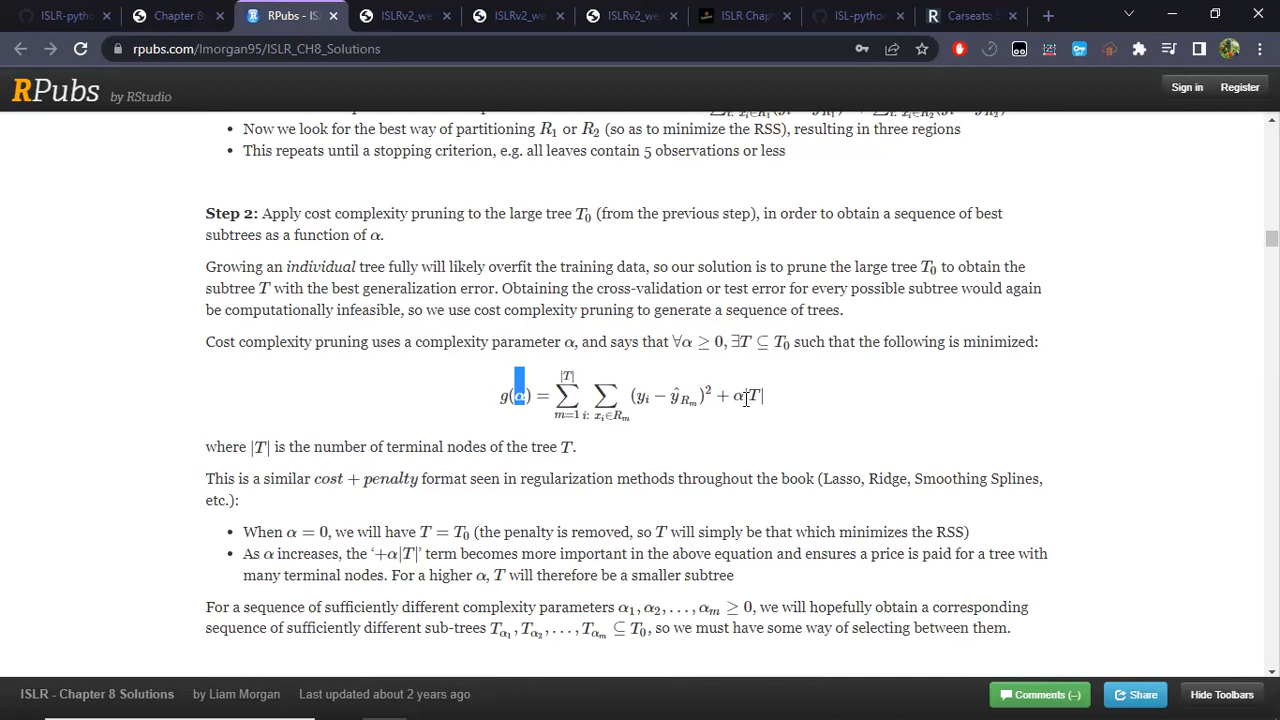 ISLR-pytho
Chapter 8
RPubs - IS
ISLRv2_we
ISLRv2_we
ISLRv2_we
ISLR Chap
ISL-python
Carseats:
rpubs.com/lmorgan95/ISLR_CH8_Solutions
RPubs by RStudio
Sign in Register
• Now we look for the best way of partitioning R₁ or R₂ (so as to minimize the RSS), resulting in three regions
• This repeats until a stopping criterion, e.g. all leaves contain 5 observations or less
Step 2: Apply cost complexity pruning to the large tree T₀ (from the previous step), in order to obtain a sequence of best
subtrees as a function of α.
Growing an individual tree fully will likely overfit the training data, so our solution is to prune the large tree T₀ to obtain the
subtree T with the best generalization error. Obtaining the cross-validation or test error for every possible subtree would again
be computationally infeasible, so we use cost complexity pruning to generate a sequence of trees.
Cost complexity pruning uses a complexity parameter α, and says that ∀α ≥ 0, ∃T ⊆ T₀ such that the following is minimized:
g(α) = ∑_{m=1}^{|T|} ∑_{i: x_i∈R_m} (y_i − ŷ_{R_m})² + α|T|
where |T| is the number of terminal nodes of the tree T.
This is a similar cost + penalty format seen in regularization methods throughout the book (Lasso, Ridge, Smoothing Splines,
etc.):
• When α = 0, we will have T = T₀ (the penalty is removed, so T will simply be that which minimizes the RSS)
• As α increases, the ‘+α|T|’ term becomes more important in the above equation and ensures a price is paid for a tree with
many terminal nodes. For a higher α, T will therefore be a smaller subtree
For a sequence of sufficiently different complexity parameters α₁, α₂, . . . , α_m ≥ 0, we will hopefully obtain a corresponding
sequence of sufficiently different sub-trees T_{α₁}, T_{α₂}, . . . , T_{α_m} ⊆ T₀, so we must have some way of selecting between them.
ISLR - Chapter 8 Solutions by Liam Morgan Last updated about 2 years ago
Comments (–) Share Hide Toolbars